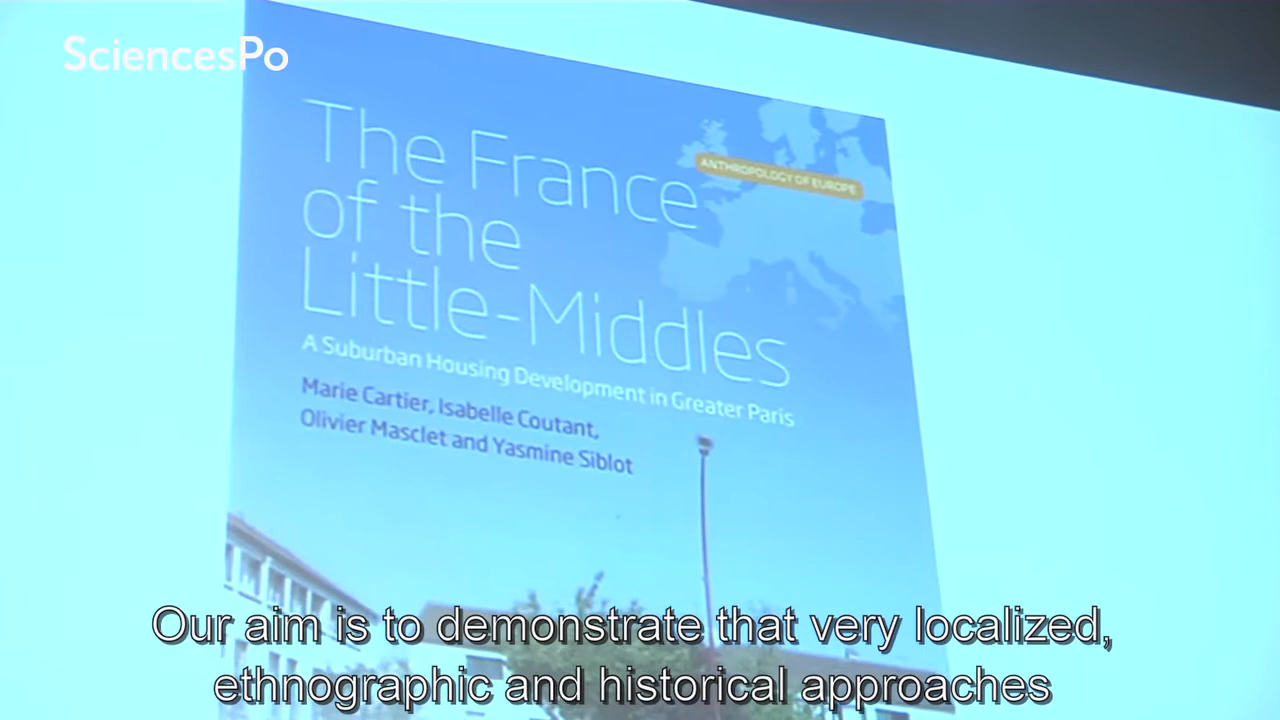 SciencesPo
The France
of the
Little-Middles
ANTHROPOLOGY OF EUROPE
A Suburban Housing Development in Greater Paris
Marie Cartier, Isabelle Coutant,
Olivier Masclet and Yasmine Siblot
Our aim is to demonstrate that very localized,
ethnographic and historical approaches